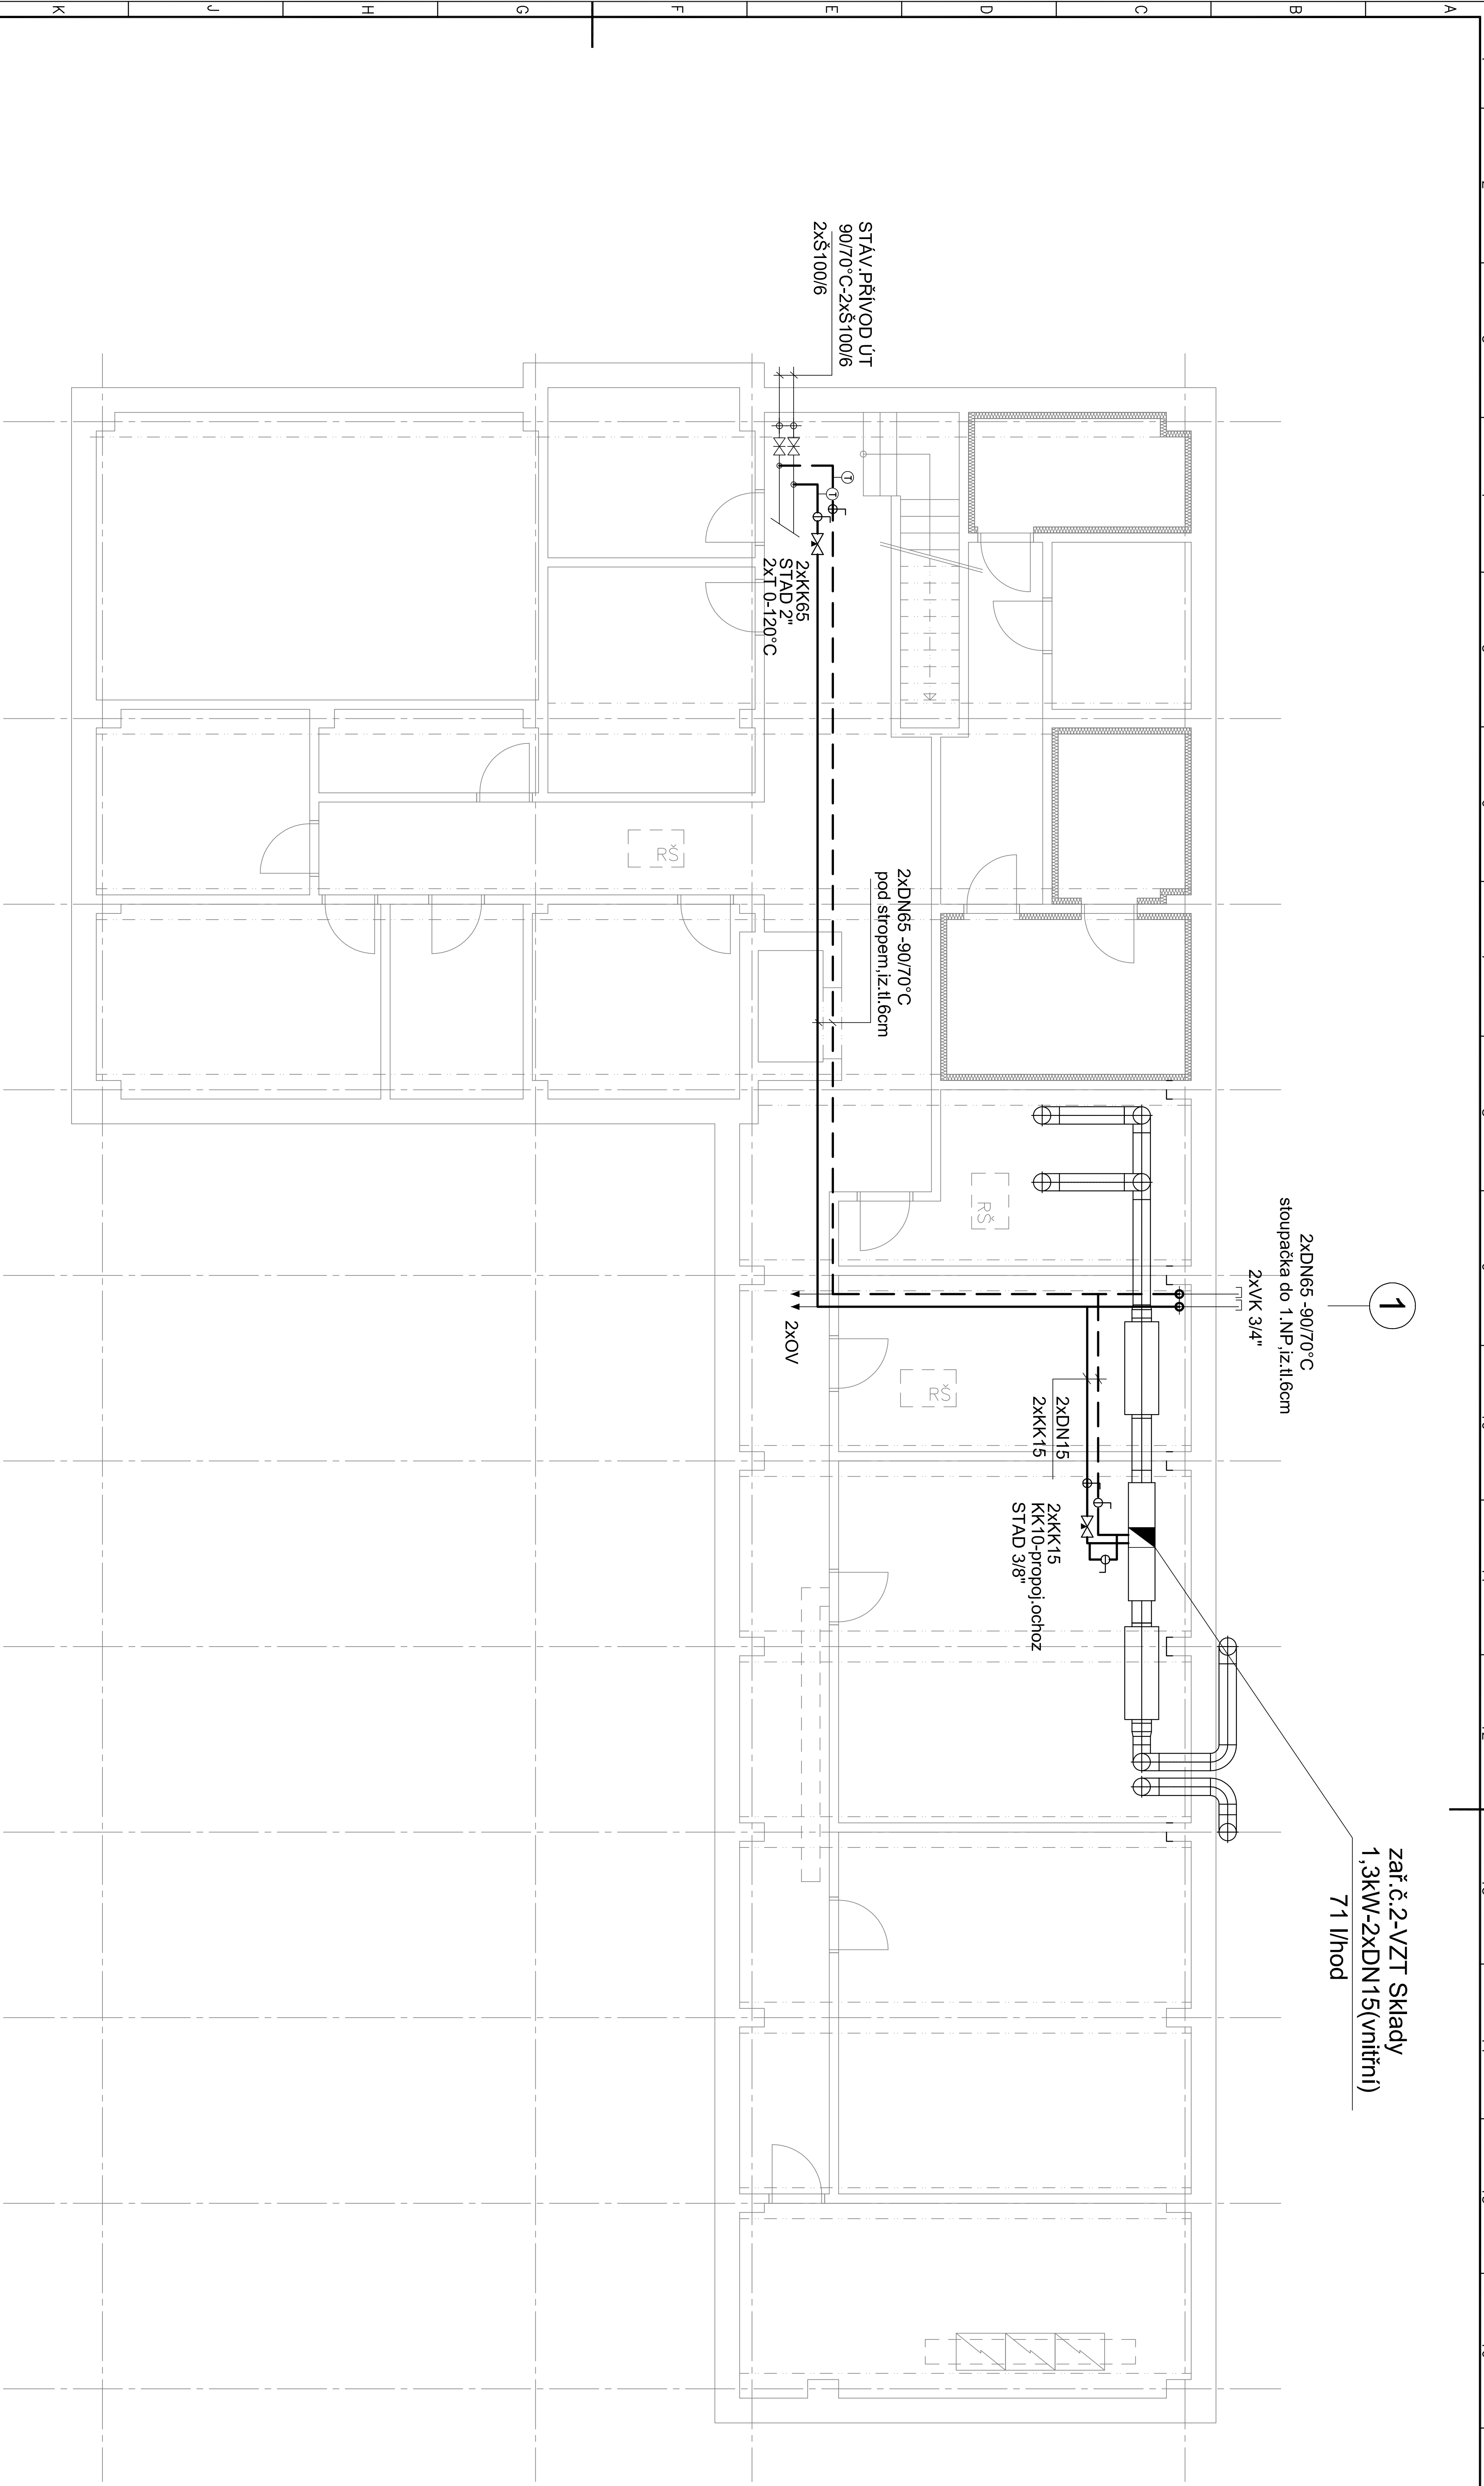 K
J
H
G
F
E
D
C
B
A
STÁV.PŘÍVOD ÚT
90/70°C-2xŠ100/6
2xŠ100/6
T
T
2xKK65
STAD 2"
2xT 0-120°C
RŠ
2xDN65 -90/70°C
pod stropem,iz.tl.6cm
RŠ
1
2xDN65 -90/70°C
stoupačka do 1.NP,iz.tl.6cm
2xVK 3/4"
2xOV
RŠ
2xDN15
2xKK15
2xKK15
KK10-propoj.ochoz
STAD 3/8"
zař.č.2-VZT Sklady
1,3kW-2xDN15(vnitřní)
71 l/hod